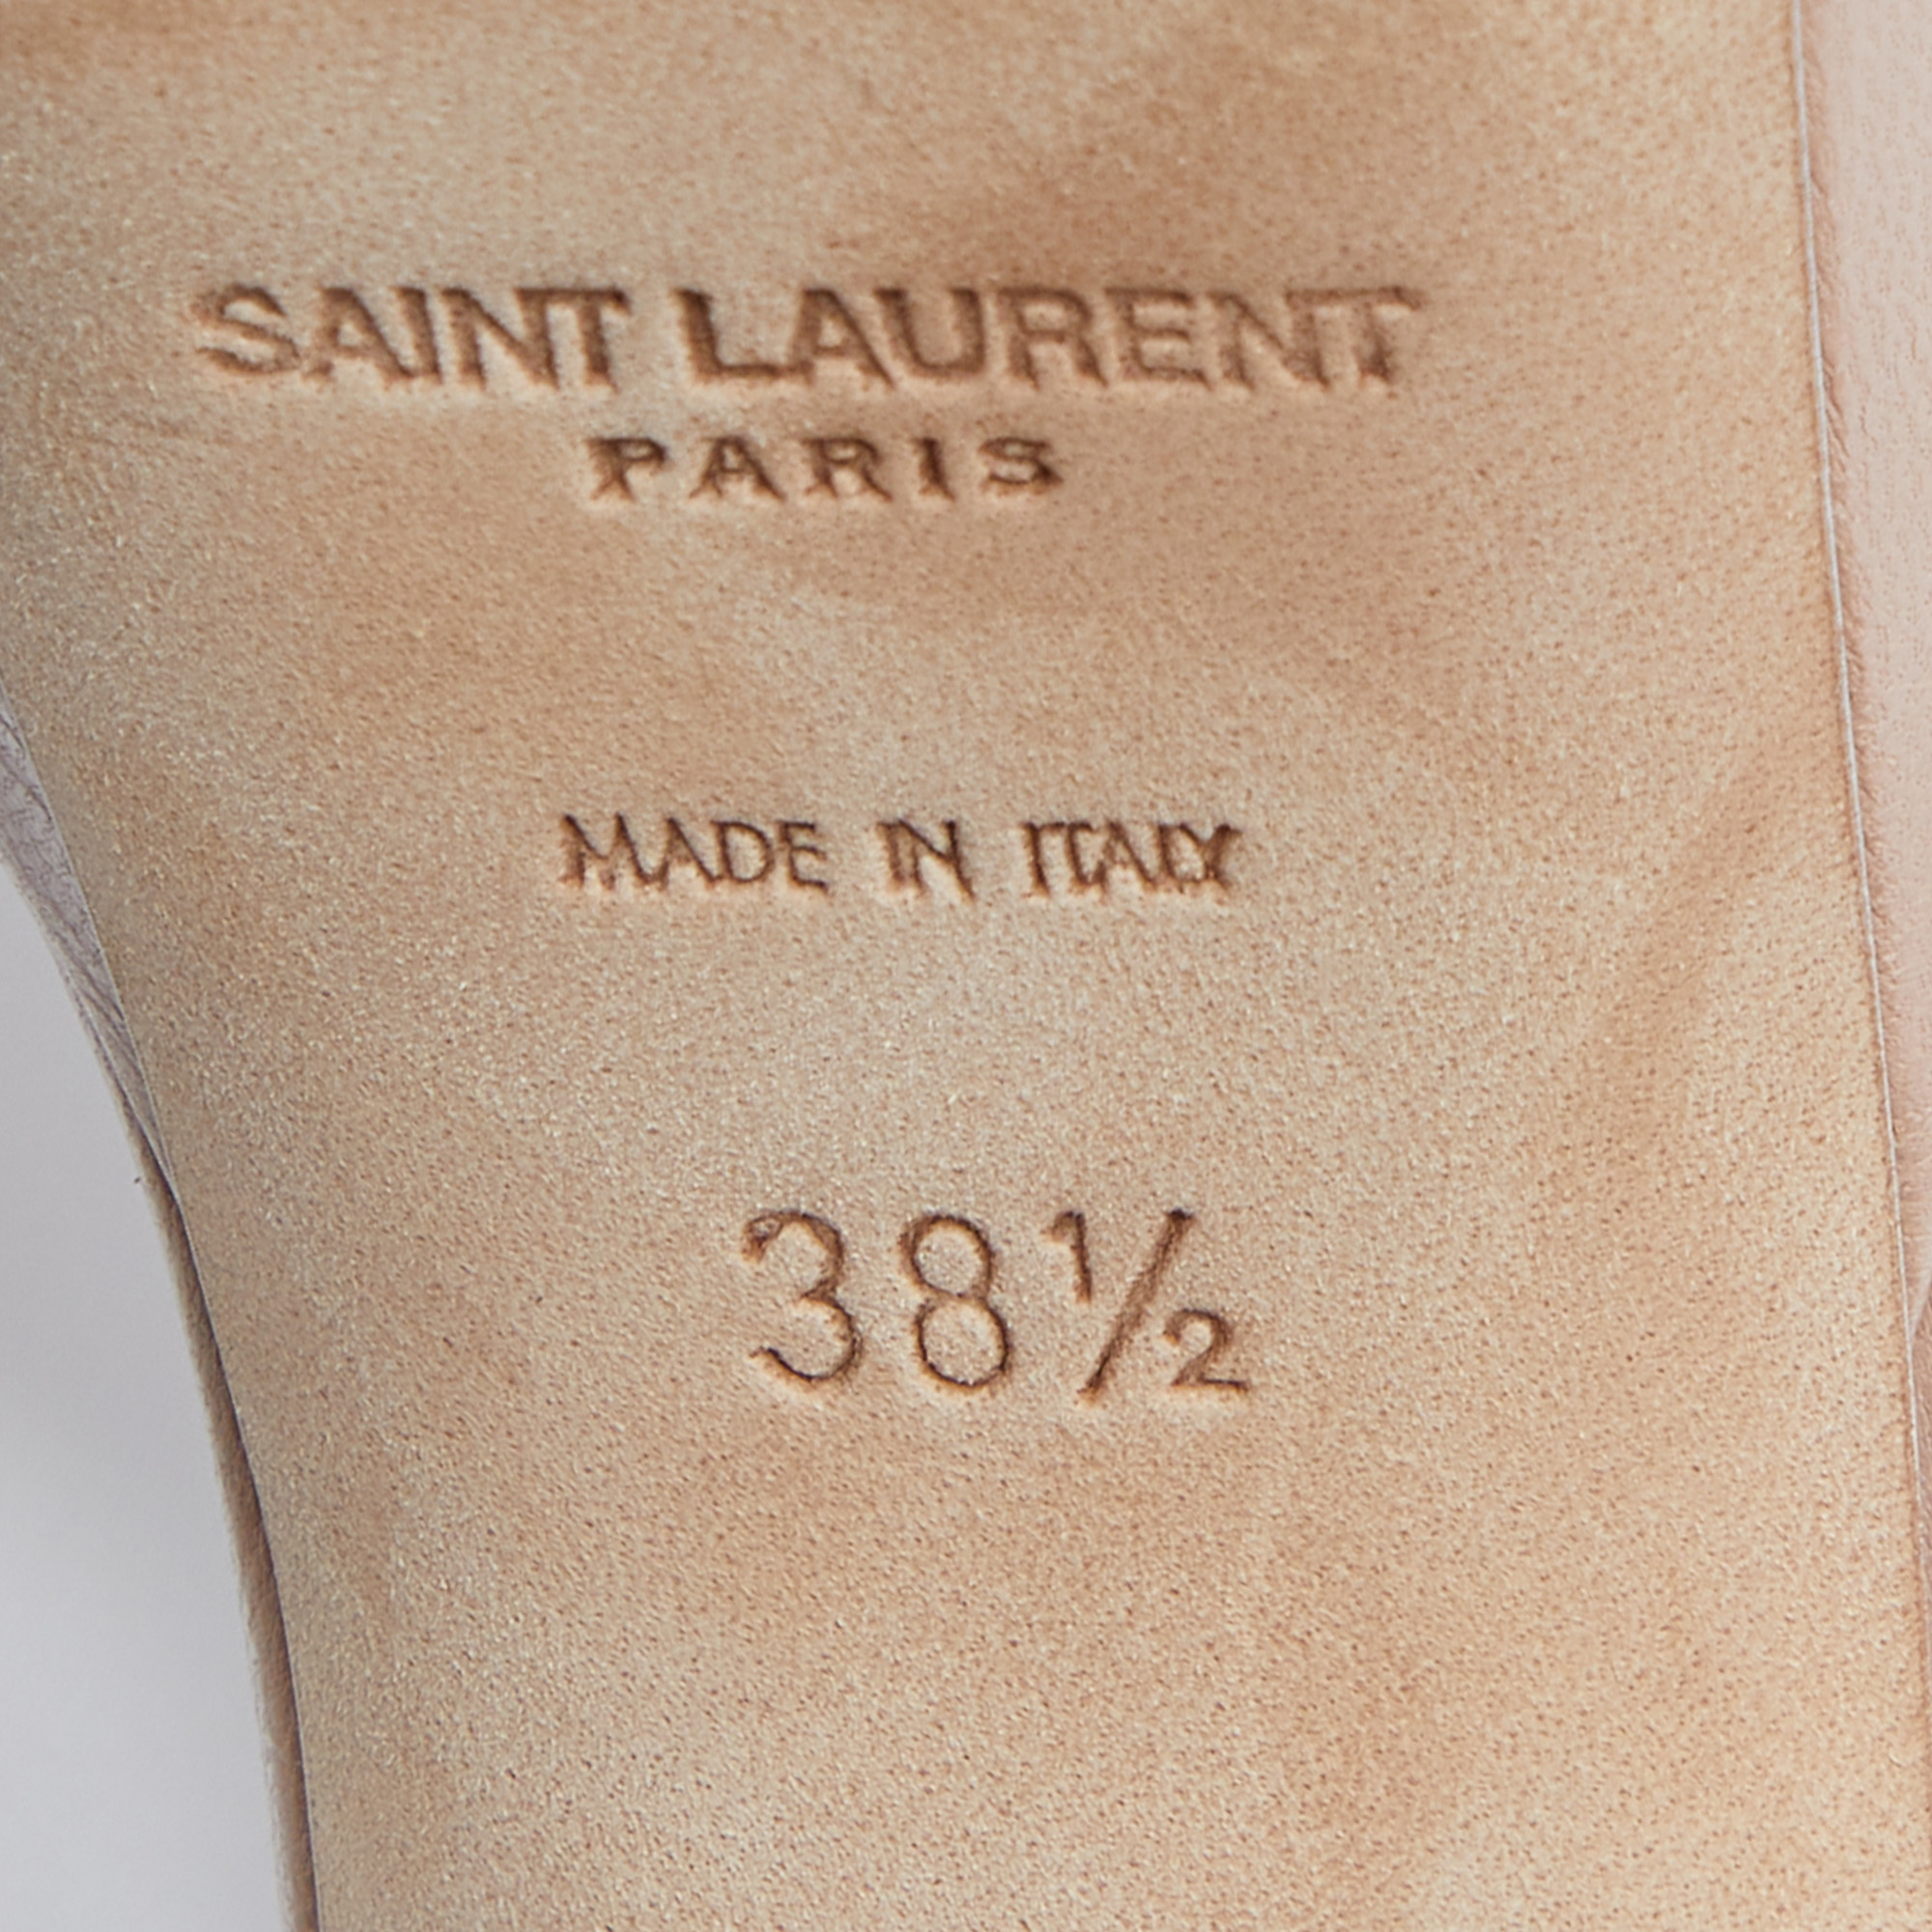 SAINT LAURENT
PARIS
MADE IN ITALY
38½